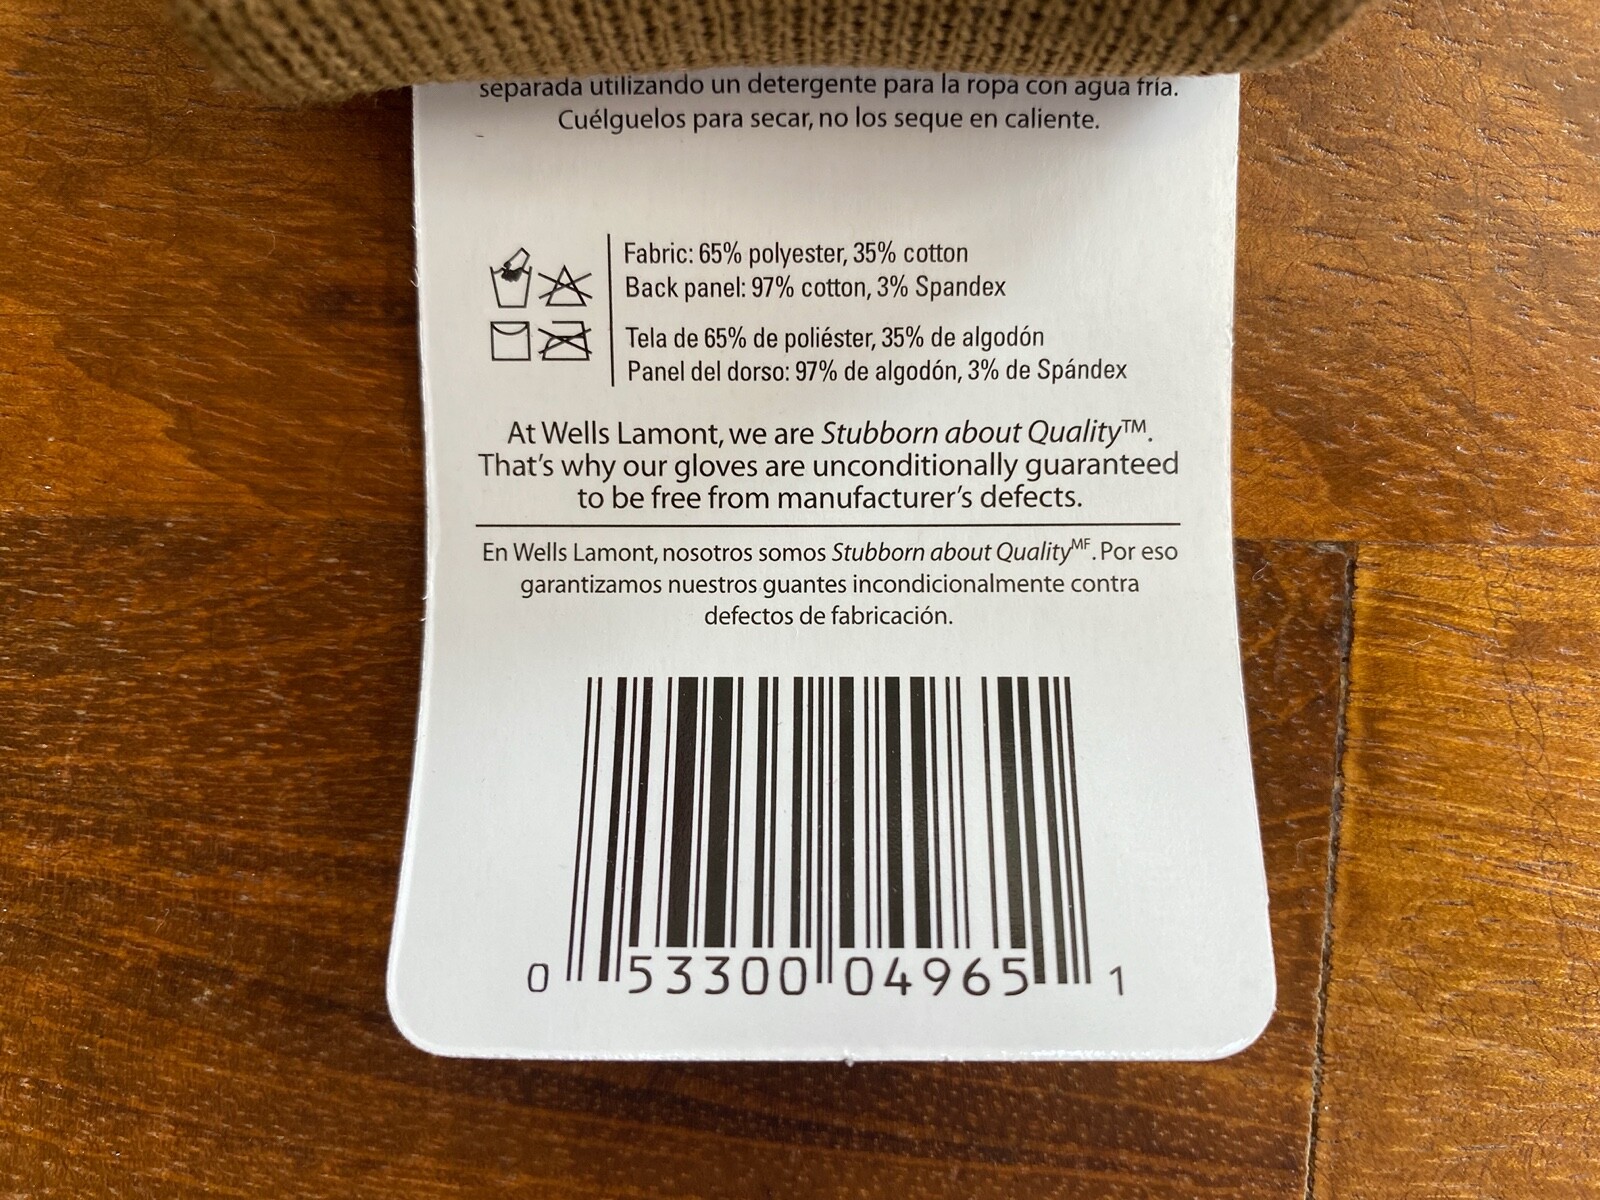 separada utilizando un detergente para la ropa con agua fría.
Cuélguelos para secar, no los seque en caliente.
Fabric: 65% polyester, 35% cotton
Back panel: 97% cotton, 3% Spandex
Tela de 65% de poliéster, 35% de algodón
Panel del dorso: 97% de algodón, 3% de Spándex
At Wells Lamont, we are Stubborn about Quality™.
That's why our gloves are unconditionally guaranteed
to be free from manufacturer's defects.
En Wells Lamont, nosotros somos Stubborn about QualityMF. Por eso
garantizamos nuestros guantes incondicionalmente contra
defectos de fabricación.
0 53300 04965 1